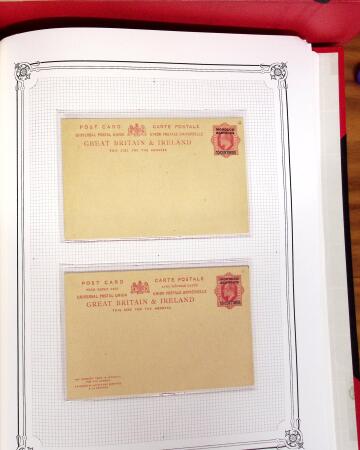 POST CARD CARTE POSTALE
UNIVERSAL POSTAL UNION UNION POSTALE UNIVERSELLE
GREAT BRITAIN & IRELAND
THIS SIDE FOR THE ADDRESS
MOROCCO
AGENCIES
POST CARD CARTE POSTALE
UNIVERSAL POSTAL UNION UNION POSTALE UNIVERSELLE
GREAT BRITAIN & IRELAND
THIS SIDE FOR THE ADDRESS
MOROCCO
AGENCIES